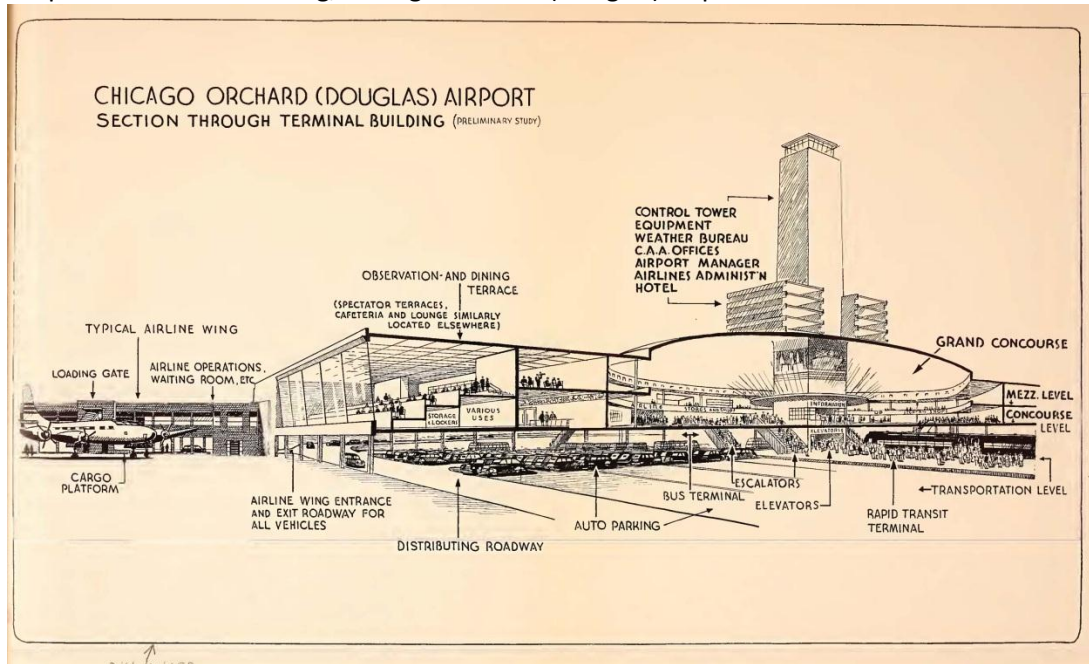 CHICAGO ORCHARD (DOUGLAS) AIRPORT
SECTION THROUGH TERMINAL BUILDING (PRELIMINARY STUDY)
CONTROL TOWER
EQUIPMENT
WEATHER BUREAU
C.A.A. OFFICES
AIRPORT MANAGER
AIRLINES ADMINIST'N
HOTEL
OBSERVATION-AND DINING
TERRACE
(SPECTATOR TERRACES,
CAFETERIA AND LOUNGE SIMILARLY
LOCATED ELSEWHERE)
TYPICAL AIRLINE WING
LOADING GATE
AIRLINE OPERATIONS,
WAITING ROOM, ETC.
GRAND CONCOURSE
MEZZ. LEVEL
CONCOURSE
LEVEL
STORAGE
& LOCKERS
VARIOUS
USES
INFORMATION
ELEVATORS
CARGO
PLATFORM
AIRLINE WING ENTRANCE
AND EXIT ROADWAY FOR
ALL VEHICLES
DISTRIBUTING ROADWAY
AUTO PARKING
BUS TERMINAL
ESCALATORS
ELEVATORS
RAPID TRANSIT
TERMINAL
TRANSPORTATION LEVEL